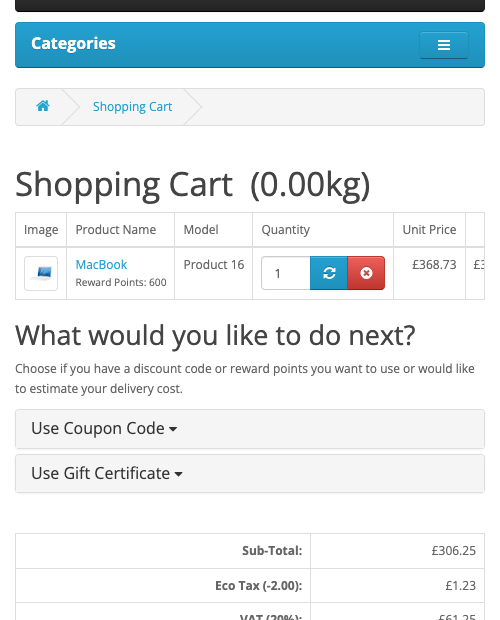 Categories
Shopping Cart
Shopping Cart (0.00kg)
Image Product Name Model Quantity Unit Price
MacBook Product 16 1 £368.73
Reward Points: 600
What would you like to do next?
Choose if you have a discount code or reward points you want to use or would like
to estimate your delivery cost.
Use Coupon Code
Use Gift Certificate
Sub-Total: £306.25
Eco Tax (-2.00): £1.23
VAT (20%): £61.25